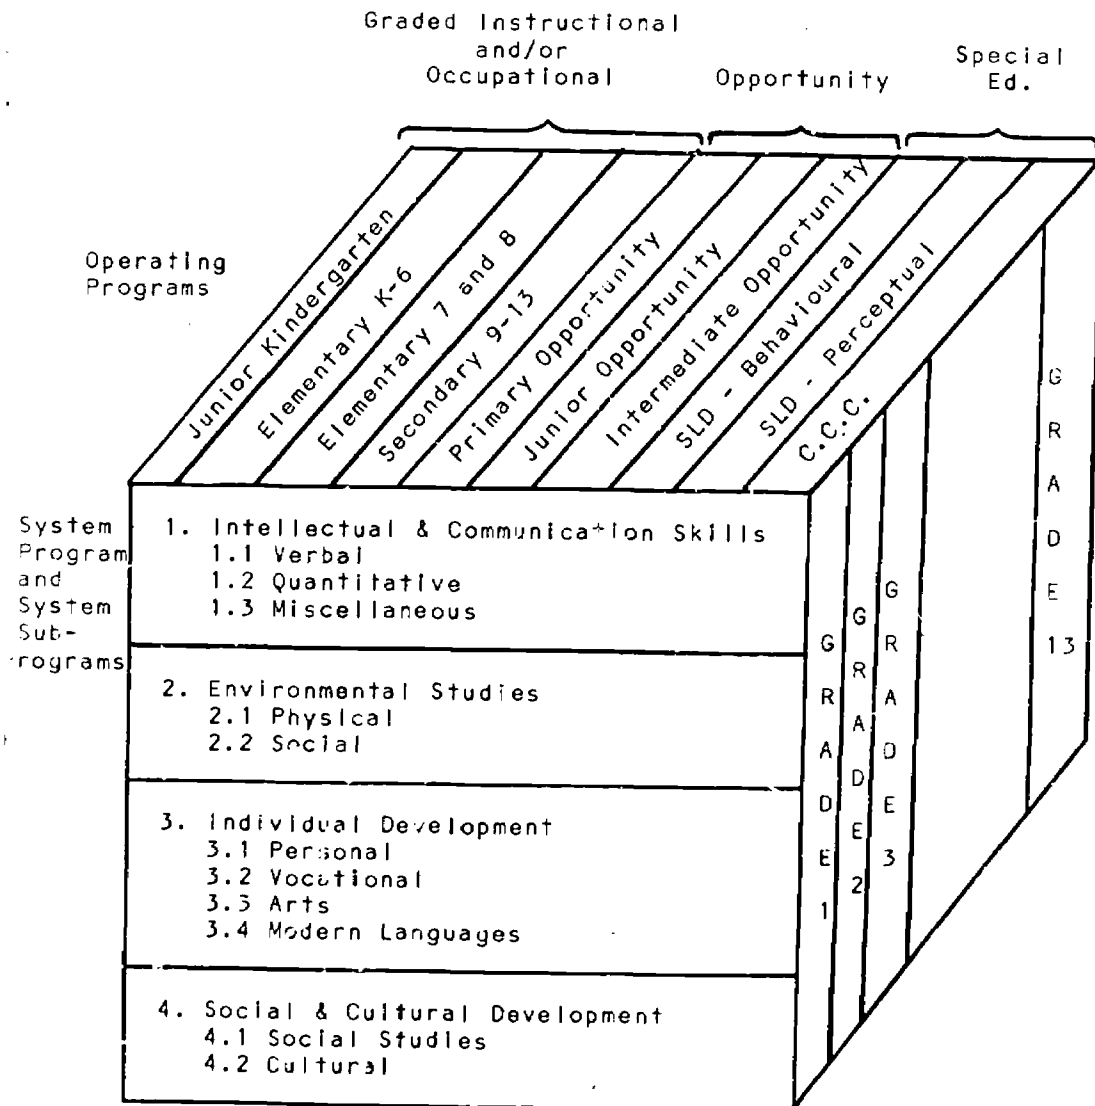 Graded Instructional
and/or
Occupational
Opportunity
Special
Ed.
Operating
Programs
Junior Kindergarten
Elementary K-6
Elementary 7 and 8
Secondary 9-13
Primary Opportunity
Junior Opportunity
Intermediate Opportunity
SLD - Behavioural
SLD - Perceptual
C.C.C.
System
Program
and
System
Sub-
rograms
1. Intellectual & Communication Skills
1.1 Verbal
1.2 Quantitative
1.3 Miscellaneous
2. Environmental Studies
2.1 Physical
2.2 Social
3. Individual Development
3.1 Personal
3.2 Vocational
3.3 Arts
3.4 Modern Languages
4. Social & Cultural Development
4.1 Social Studies
4.2 Cultural
GRADE 1
GRADE 2
GRADE 3
GRADE 13